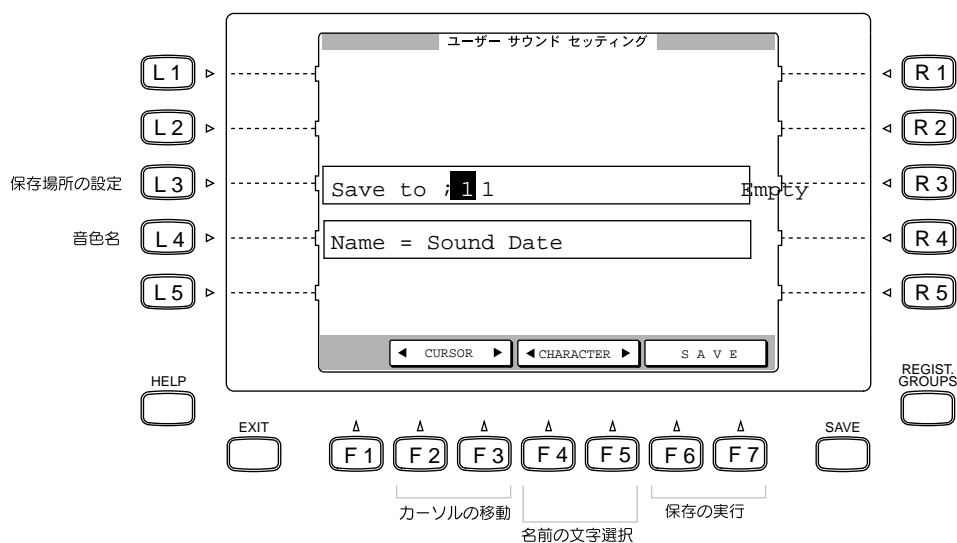 ユーザー サウンド セッティング
L 1
R 1
L 2
R 2
保存場所の設定
L 3
Save to ; 1 1 Empty
R 3
音色名
L 4
Name = Sound Date
R 4
L 5
R 5
◀ CURSOR ▶
◀ CHARACTER ▶
S A V E
HELP
REGIST.
GROUPS
EXIT
F 1
F 2
F 3
F 4
F 5
F 6
F 7
SAVE
カーソルの移動
名前の文字選択
保存の実行